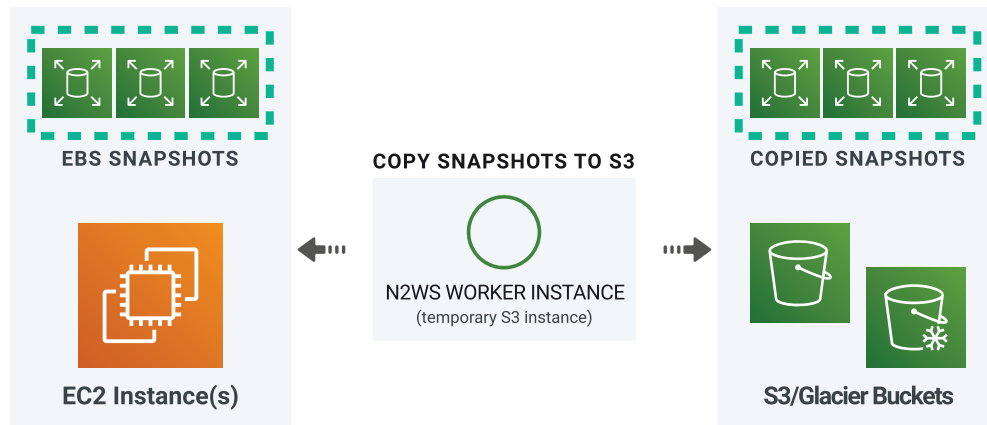 EBS SNAPSHOTS
EC2 Instance(s)
COPY SNAPSHOTS TO S3
N2WS WORKER INSTANCE
(temporary S3 instance)
COPIED SNAPSHOTS
S3/Glacier Buckets